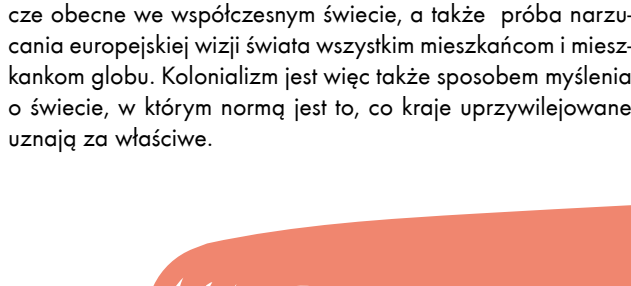 cze obecne we współczesnym świecie, a także  próba narzu-
cania europejskiej wizji świata wszystkim mieszkańcom i miesz-
kankom globu. Kolonializm jest więc także sposobem myślenia
o świecie, w którym normą jest to, co kraje uprzywilejowane
uznają za właściwe.